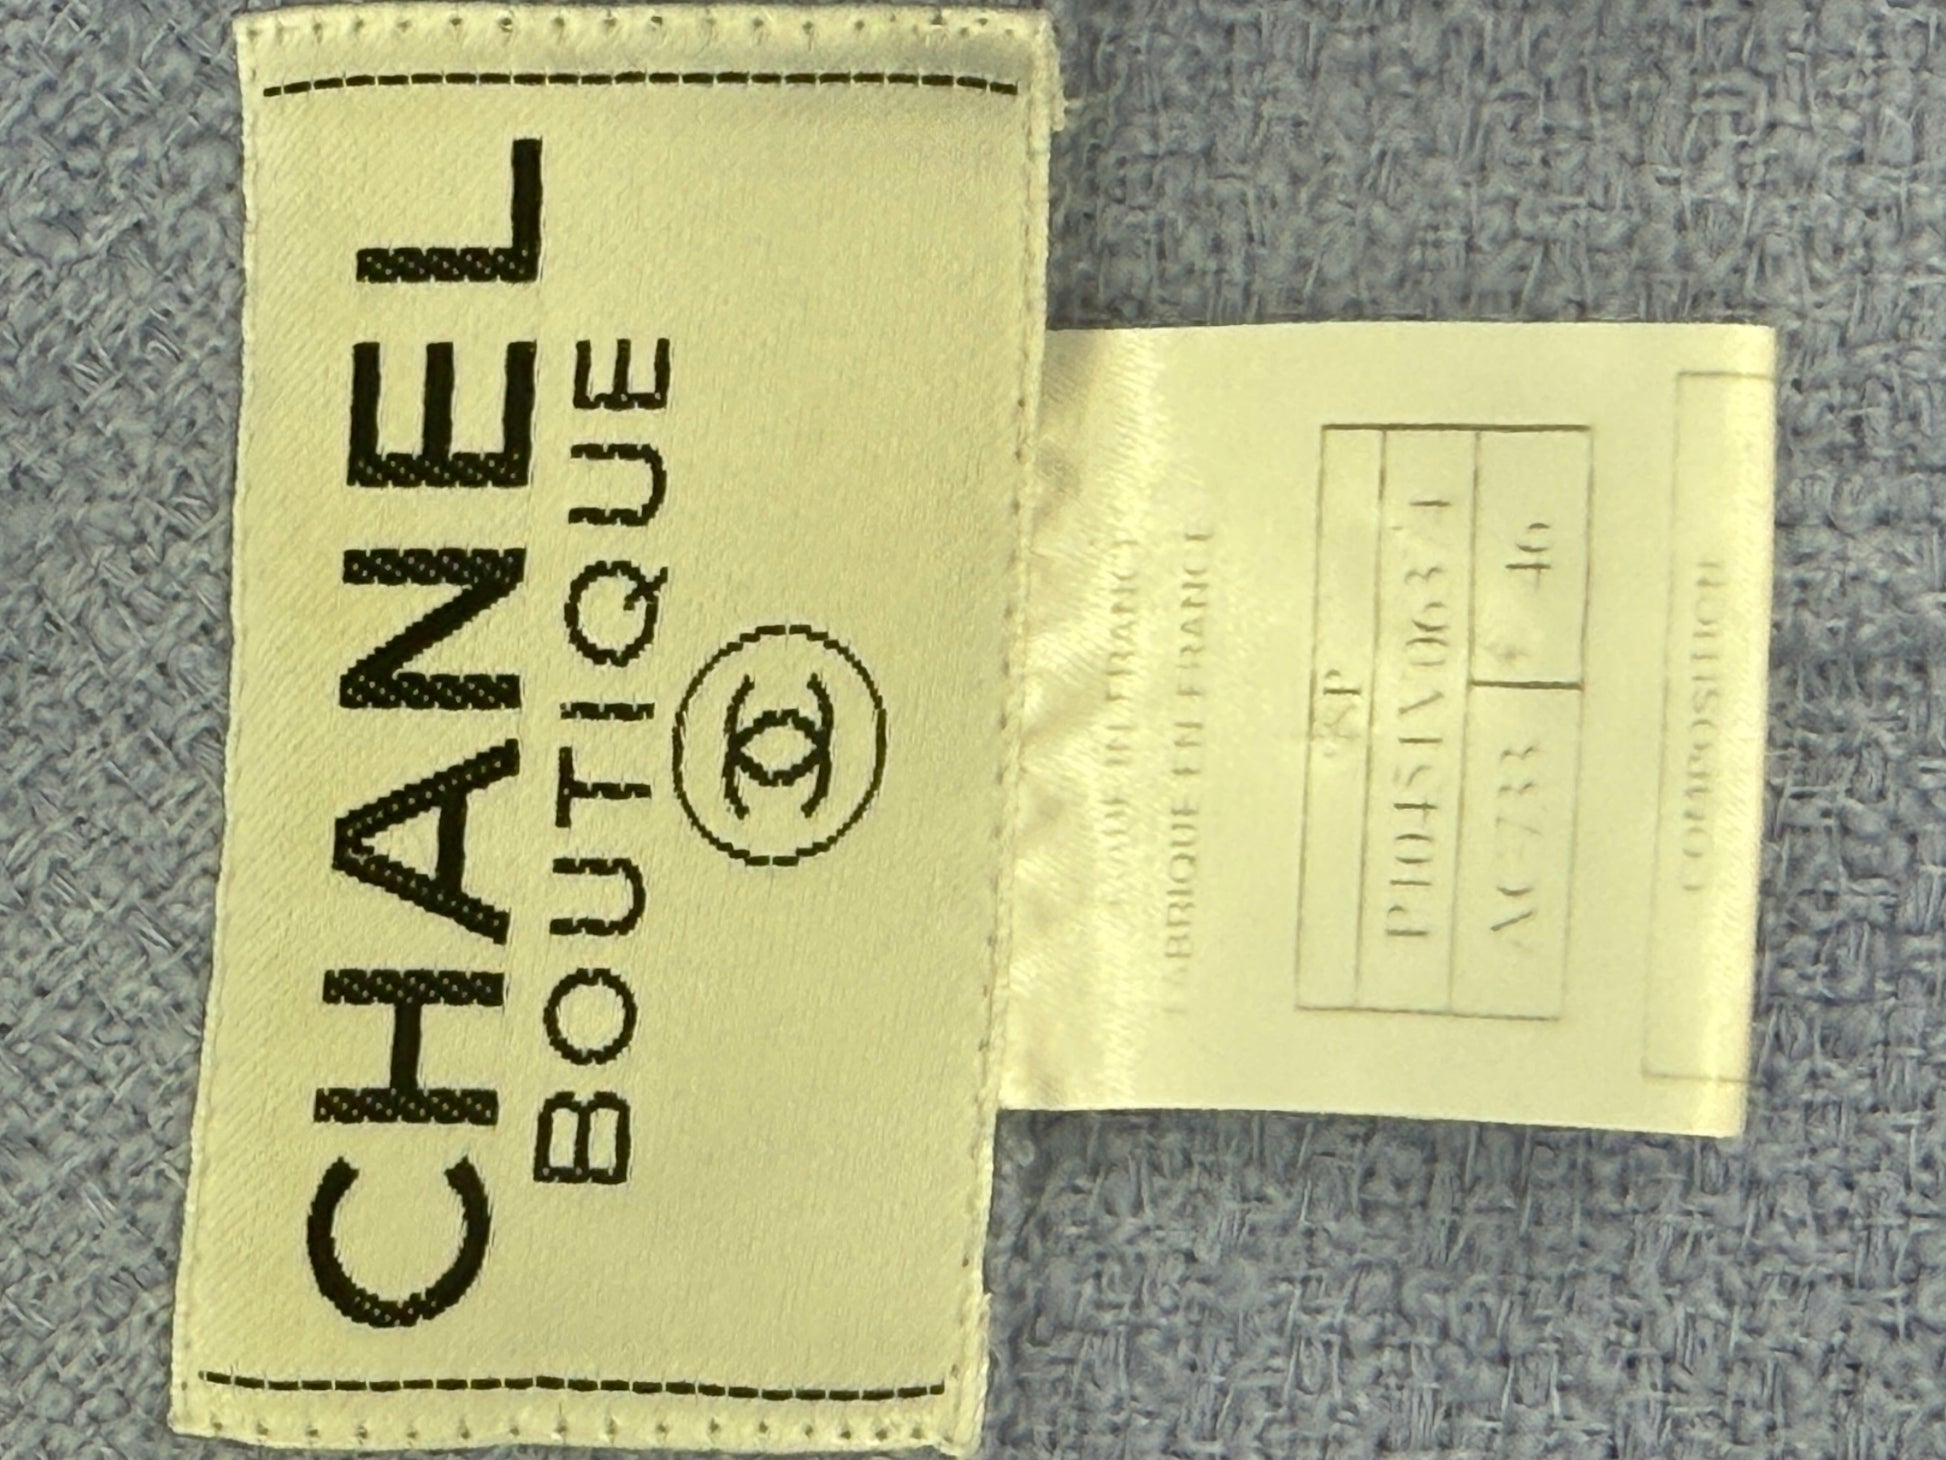 CHANEL
BOUTIQUE
MADE IN FRANCE
FABRIQUE EN FRANCE
98P
P10451V06374
AC733 46
COMPOSITION